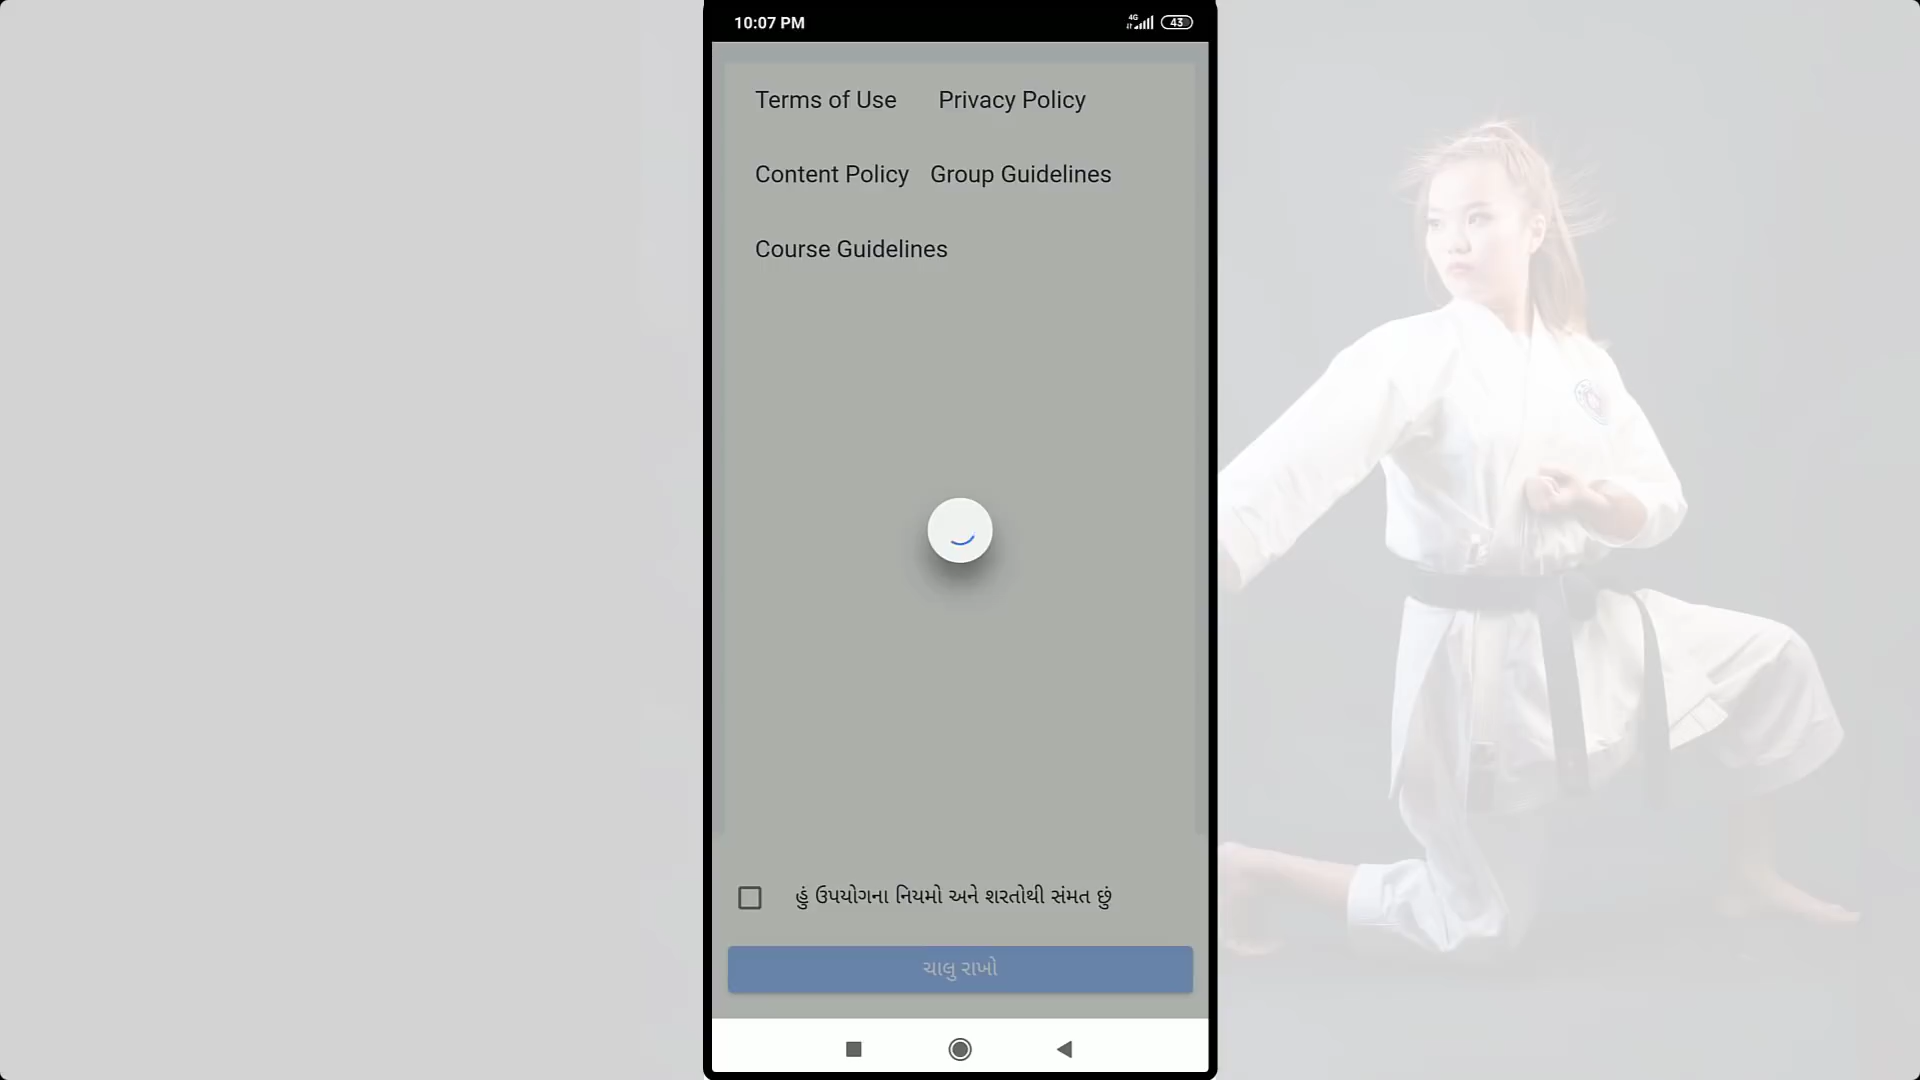 10:07 PM 4G 43
Terms of Use Privacy Policy
Content Policy Group Guidelines
Course Guidelines
હું ઉપયોગના નિયમો અને શરતોથી સંમત છું
ચાલુ રાખો